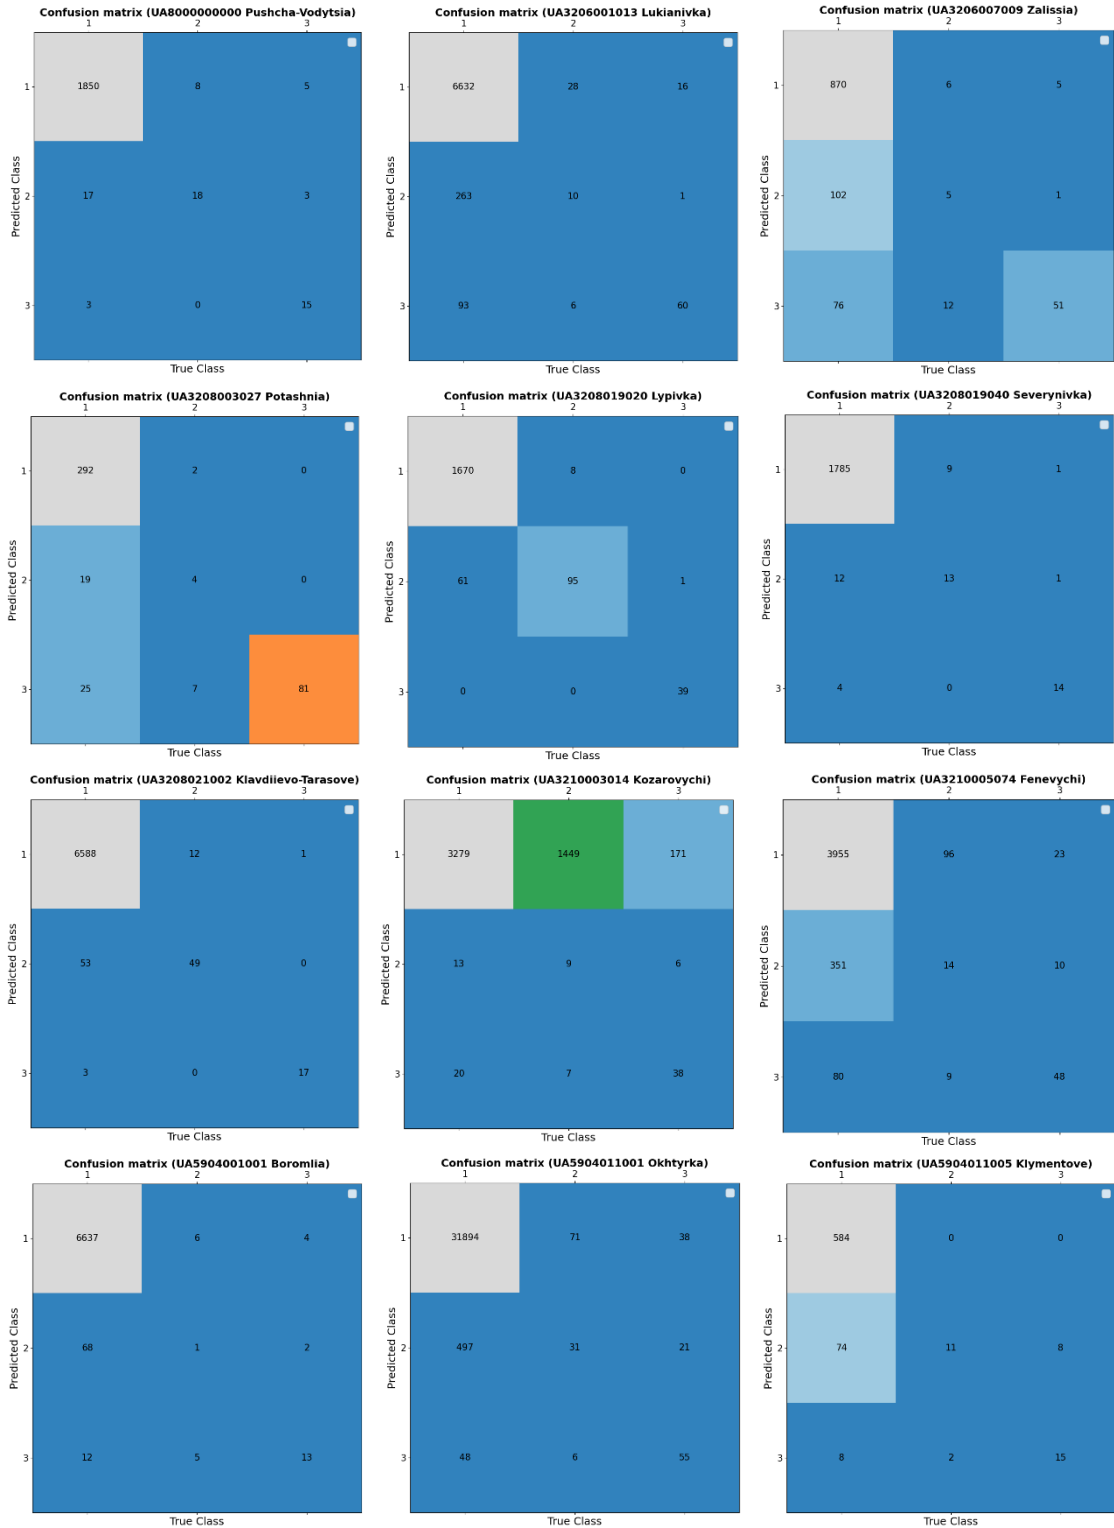 Confusion matrix (UA8000000000 Pushcha-Vodytsia)
1 2 3
1 1850 8 5
2 17 18 3
3 3 0 15
Predicted Class
True Class
Confusion matrix (UA3206001013 Lukianivka)
1 2 3
1 6632 28 16
2 263 10 1
3 93 6 60
Predicted Class
True Class
Confusion matrix (UA3206007009 Zalissia)
1 2 3
1 870 6 5
2 102 5 1
3 76 12 51
Predicted Class
True Class
Confusion matrix (UA3208003027 Potashnia)
1 2 3
1 292 2 0
2 19 4 0
3 25 7 81
Predicted Class
True Class
Confusion matrix (UA3208019020 Lypivka)
1 2 3
1 1670 8 0
2 61 95 1
3 0 0 39
Predicted Class
True Class
Confusion matrix (UA3208019040 Severynivka)
1 2 3
1 1785 9 1
2 12 13 1
3 4 0 14
Predicted Class
True Class
Confusion matrix (UA3208021002 Klavdiievo-Tarasove)
1 2 3
1 6588 12 1
2 53 49 0
3 3 0 17
Predicted Class
True Class
Confusion matrix (UA3210003014 Kozarovychi)
1 2 3
1 3279 1449 171
2 13 9 6
3 20 7 38
Predicted Class
True Class
Confusion matrix (UA3210005074 Fenevychi)
1 2 3
1 3955 96 23
2 351 14 10
3 80 9 48
Predicted Class
True Class
Confusion matrix (UA5904001001 Boromlia)
1 2 3
1 6637 6 4
2 68 1 2
3 12 5 13
Predicted Class
True Class
Confusion matrix (UA5904011001 Okhtyrka)
1 2 3
1 31894 71 38
2 497 31 21
3 48 6 55
Predicted Class
True Class
Confusion matrix (UA5904011005 Klymentove)
1 2 3
1 584 0 0
2 74 11 8
3 8 2 15
Predicted Class
True Class